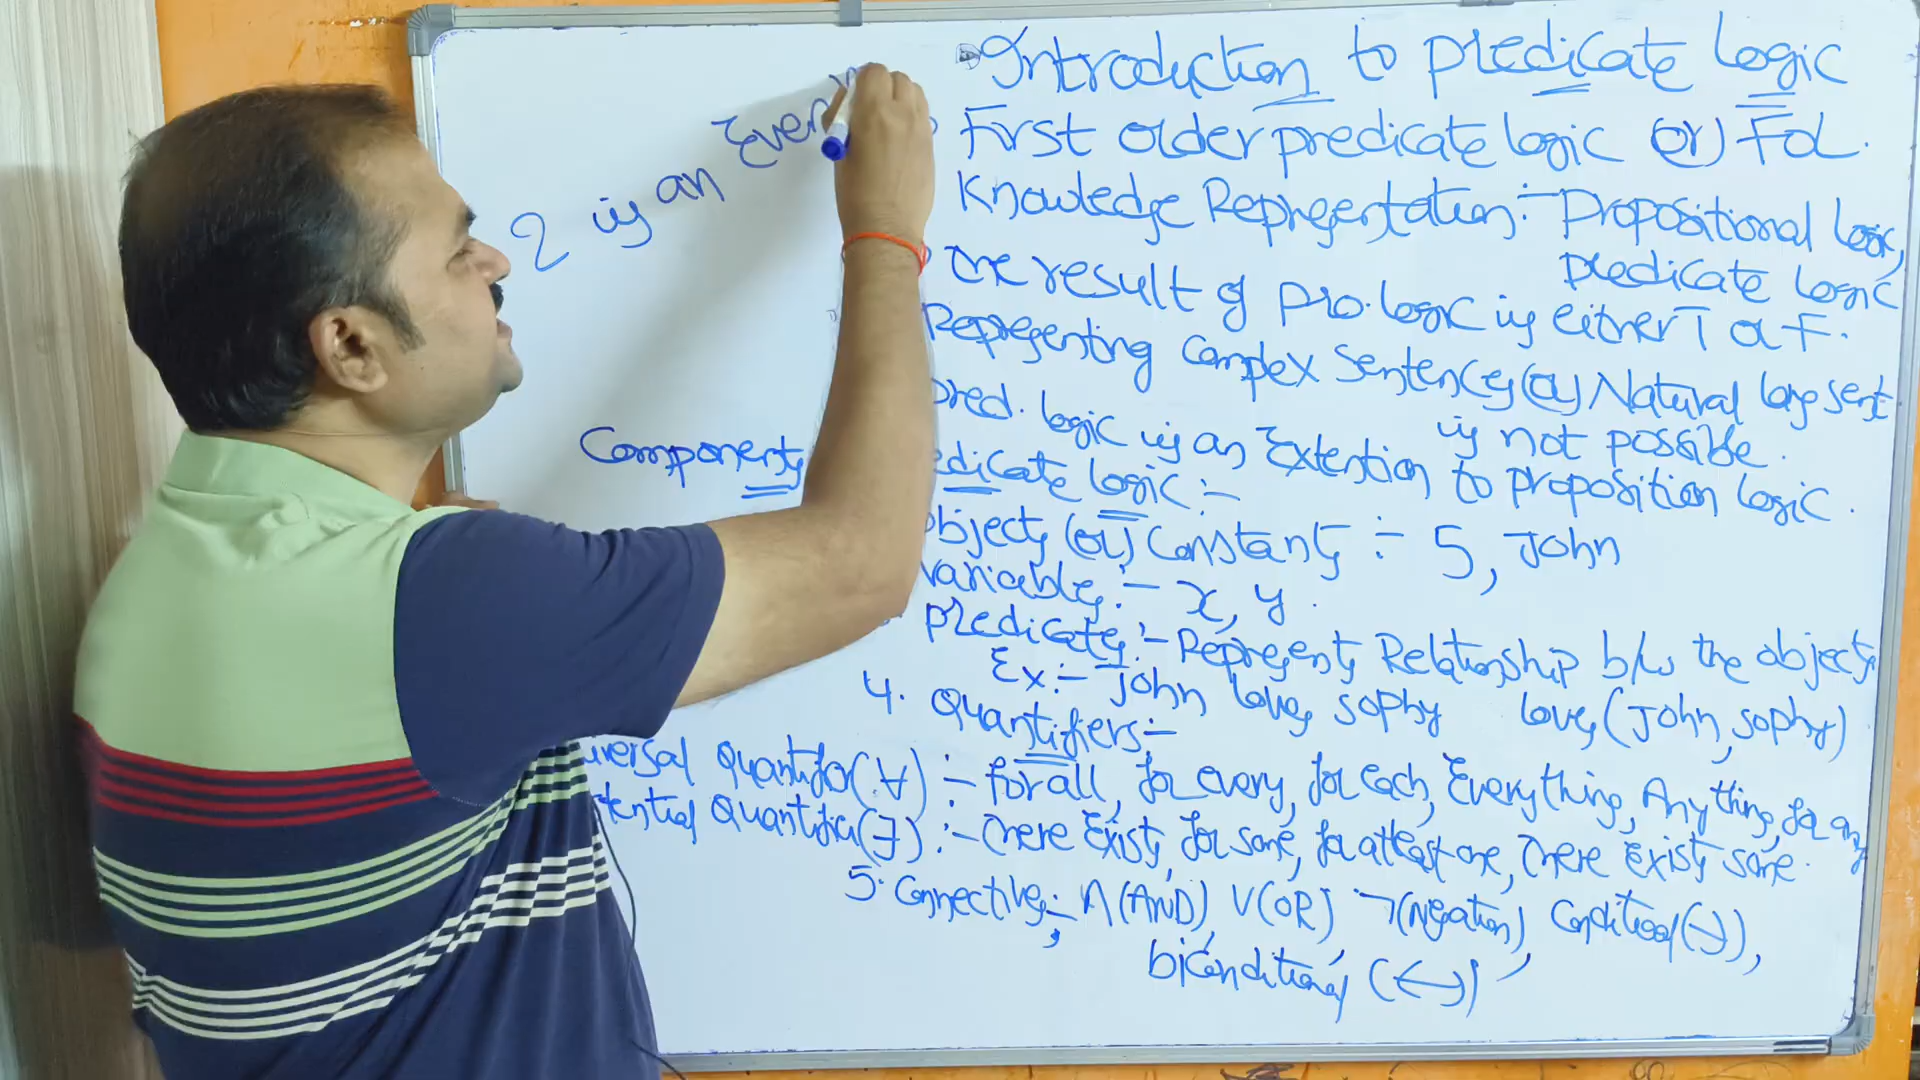 Introduction to predicate logic
First order predicate logic (or) FOL.
Knowledge Representation:- Propositional logic,
predicate logic
The result of pro.logic is either T or F.
Representing complex sentences (or) Natural lang sent
is not possible.
pred. logic is an Extention to proposition logic.
2 is an Even
Components
edicate logic:-
objects (or) Constants :- 5, John
variables:- x, y.
predicates:- Represents Relationship b/w the objects
Ex:- John loves sophy loves(John, sophy)
4. Quantifiers:-
iversal Quantifier(∀) :- for all, for every, for each, Everything, Anything, for any
tential Quantifier(∃) :- There Exists, for some, for atleast one, There exists some.
5. Connectives:- ∧(AND), ∨(OR) ¬(Negation), Conditional(→),
biconditional (↔)